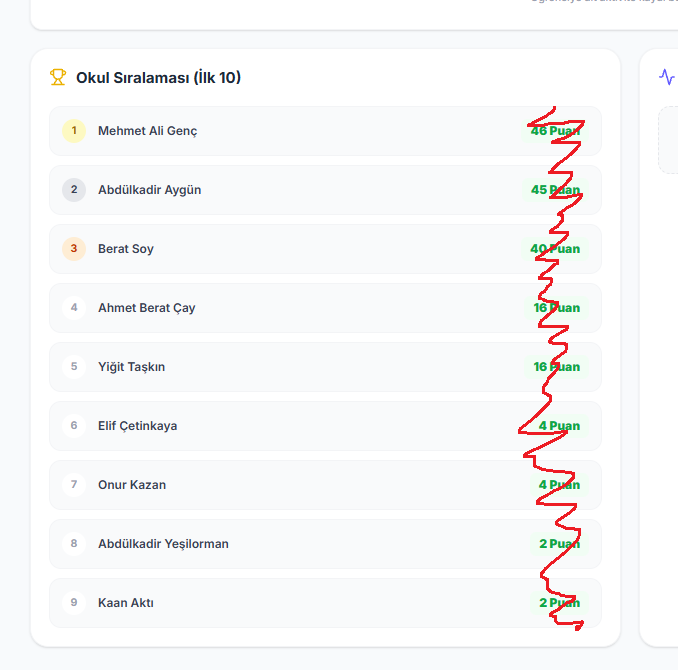 Okul Sıralaması (İlk 10)
1 Mehmet Ali Genç 46 Puan
2 Abdülkadir Aygün 45 Puan
3 Berat Soy 40 Puan
4 Ahmet Berat Çay 16 Puan
5 Yiğit Taşkın 16 Puan
6 Elif Çetinkaya 4 Puan
7 Onur Kazan 4 Puan
8 Abdülkadir Yeşilorman 2 Puan
9 Kaan Aktı 2 Puan